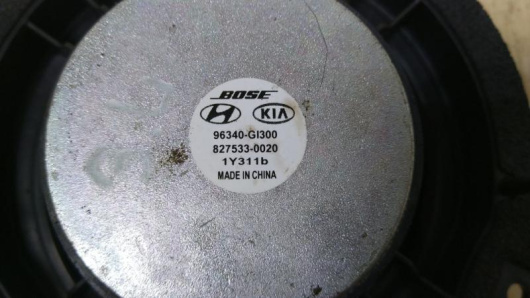 BOSE
KIA
96340-GI300
827533-0020
1Y311b
MADE IN CHINA